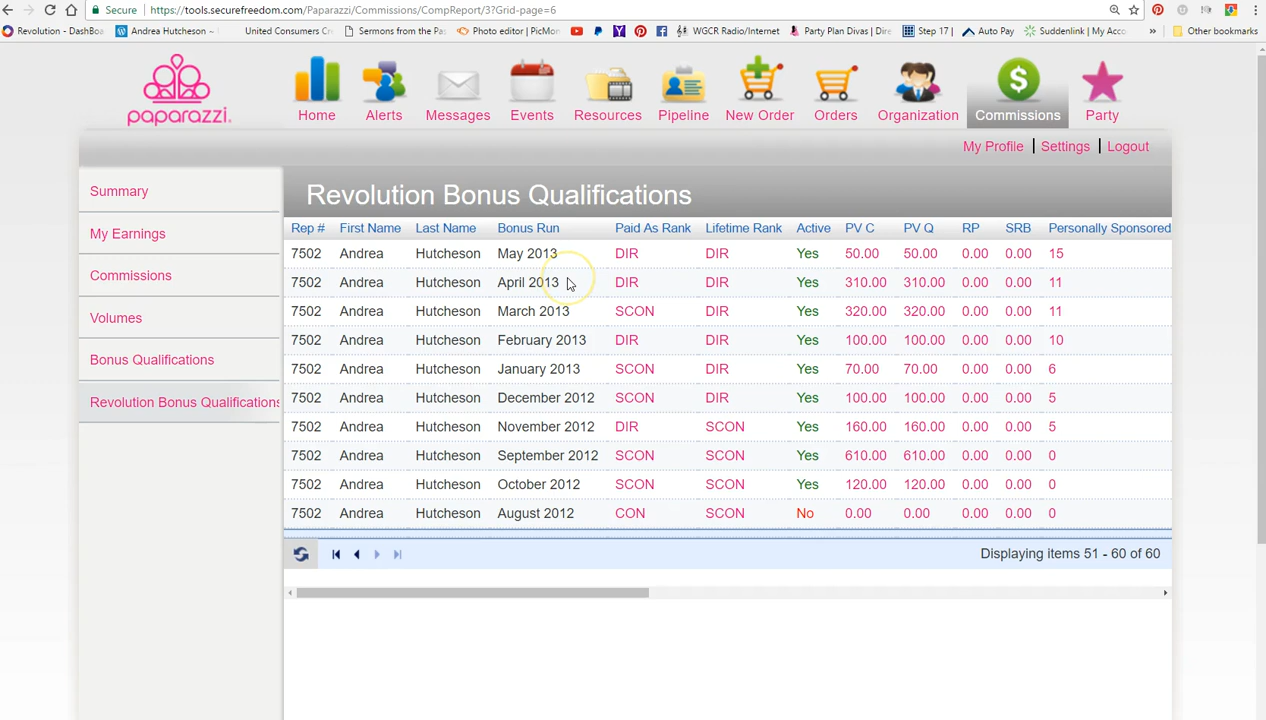 Secure https://tools.securefreedom.com/Paparazzi/Commissions/CompReport/3?Grid-page=6
Revolution - DashBoa Andrea Hutcheson ~ United Consumers Cr Sermons from the Pas Photo editor | PicMon WGCR Radio/Internet Party Plan Divas | Dire Step 17 | Auto Pay Suddenlink | My Acco » Other bookmarks
paparazzi Home Alerts Messages Events Resources Pipeline New Order Orders Organization Commissions Party
My Profile | Settings | Logout
Summary
My Earnings
Commissions
Volumes
Bonus Qualifications
Revolution Bonus Qualifications
Revolution Bonus Qualifications
Rep # First Name Last Name Bonus Run Paid As Rank Lifetime Rank Active PV C PV Q RP SRB Personally Sponsored
7502 Andrea Hutcheson May 2013 DIR DIR Yes 50.00 50.00 0.00 0.00 15
7502 Andrea Hutcheson April 2013 DIR DIR Yes 310.00 310.00 0.00 0.00 11
7502 Andrea Hutcheson March 2013 SCON DIR Yes 320.00 320.00 0.00 0.00 11
7502 Andrea Hutcheson February 2013 DIR DIR Yes 100.00 100.00 0.00 0.00 10
7502 Andrea Hutcheson January 2013 SCON DIR Yes 70.00 70.00 0.00 0.00 6
7502 Andrea Hutcheson December 2012 SCON DIR Yes 100.00 100.00 0.00 0.00 5
7502 Andrea Hutcheson November 2012 DIR SCON Yes 160.00 160.00 0.00 0.00 5
7502 Andrea Hutcheson September 2012 SCON SCON Yes 610.00 610.00 0.00 0.00 0
7502 Andrea Hutcheson October 2012 SCON SCON Yes 120.00 120.00 0.00 0.00 0
7502 Andrea Hutcheson August 2012 CON SCON No 0.00 0.00 0.00 0.00 0
Displaying items 51 - 60 of 60